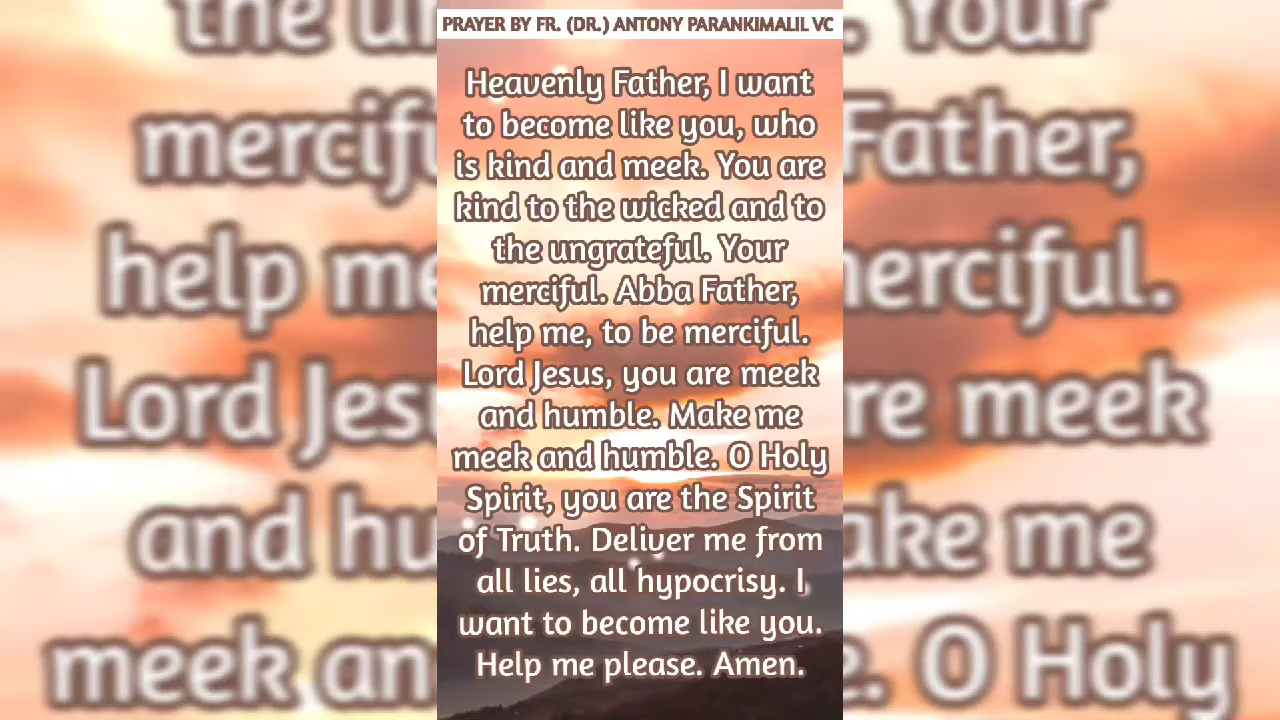 PRAYER BY FR. (DR.) ANTONY PARANKIMALIL VC
Heavenly Father, I want
to become like you, who
is kind and meek. You are
kind to the wicked and to
the ungrateful. Your
merciful. Abba Father,
help me, to be merciful.
Lord Jesus, you are meek
and humble. Make me
meek and humble. O Holy
Spirit, you are the Spirit
of Truth. Deliver me from
all lies, all hypocrisy. I
want to become like you.
Help me please. Amen.